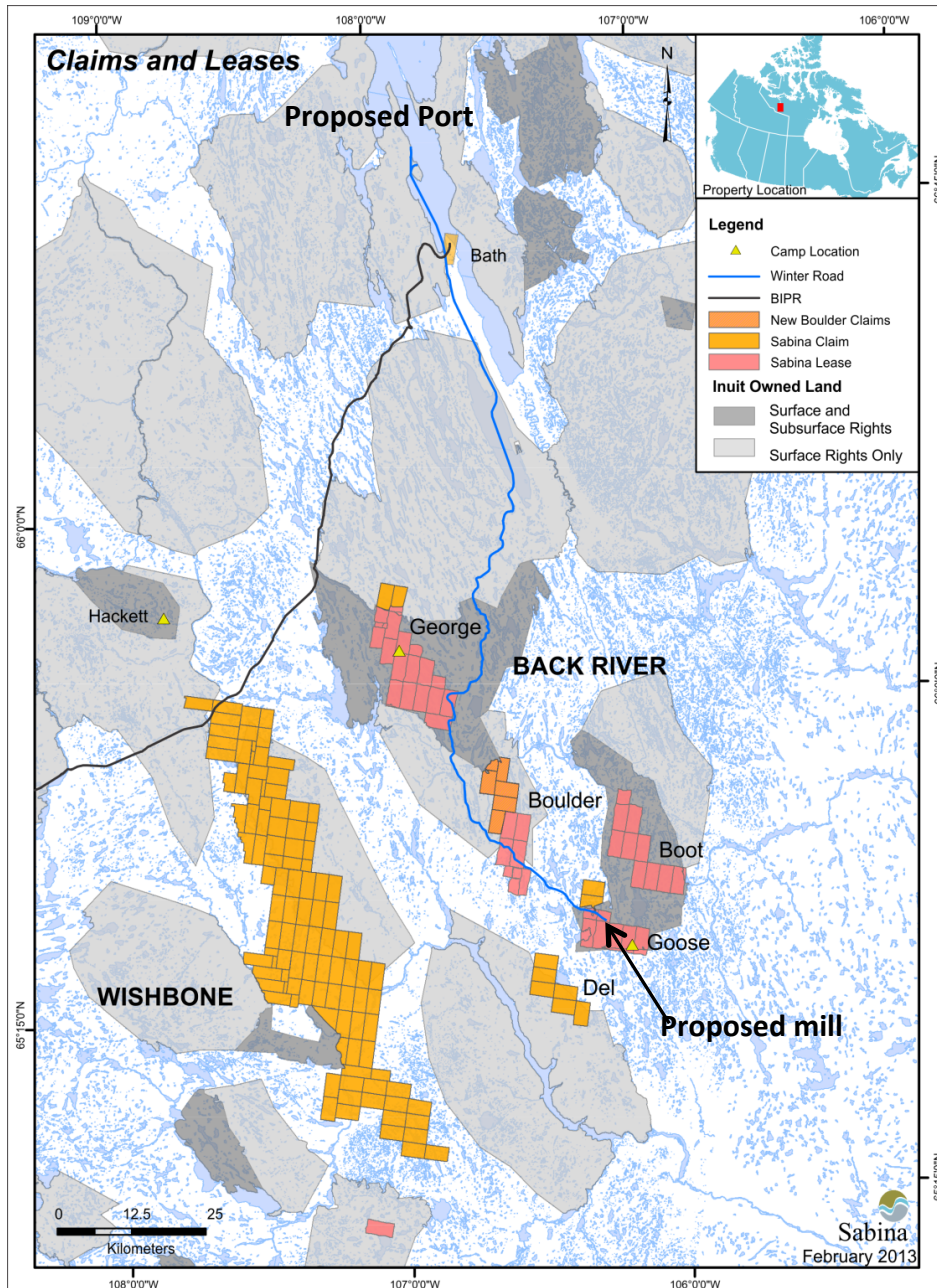 109°0'0"W
108°0'0"W
107°0'0"W
106°0'0"W
Claims and Leases
N
Proposed Port
Property Location
Legend
Camp Location
Winter Road
BIPR
New Boulder Claims
Sabina Claim
Sabina Lease
Inuit Owned Land
Surface and
Subsurface Rights
Surface Rights Only
Bath
66°0'0"N
Hackett
George
BACK RIVER
Boulder
Boot
Goose
Del
WISHBONE
Proposed mill
65°15'0"N
0 12.5 25
Kilometers
Sabina
February 2013
108°0'0"W
107°0'0"W
106°0'0"W